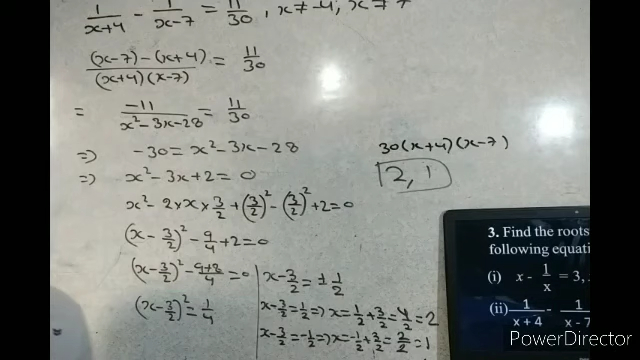 1/(x+4) - 1/(x-7) = 11/30, x≠-4, x≠7
((x-7)-(x+4))/((x+4)(x-7)) = 11/30
= -11/(x²-3x-28) = 11/30
=> -30 = x²-3x-28
=> x²-3x+2=0
x²-2×x×3/2+(3/2)²-(3/2)²+2=0
(x-3/2)²-9/4+2=0
(x-3/2)²-(9+8)/4=0
(x-3/2)²=1/4
x-3/2=±1/2
x-3/2=1/2=>x=1/2+3/2=4/2=2
x-3/2=-1/2=>x=-1/2+3/2=2/2=1
30(x+4)(x-7)
2, 1
3. Find the roots
following equati
(i) x - 1/x = 3,
(ii) 1/(x+4) - 1/(x-7
PowerDirector